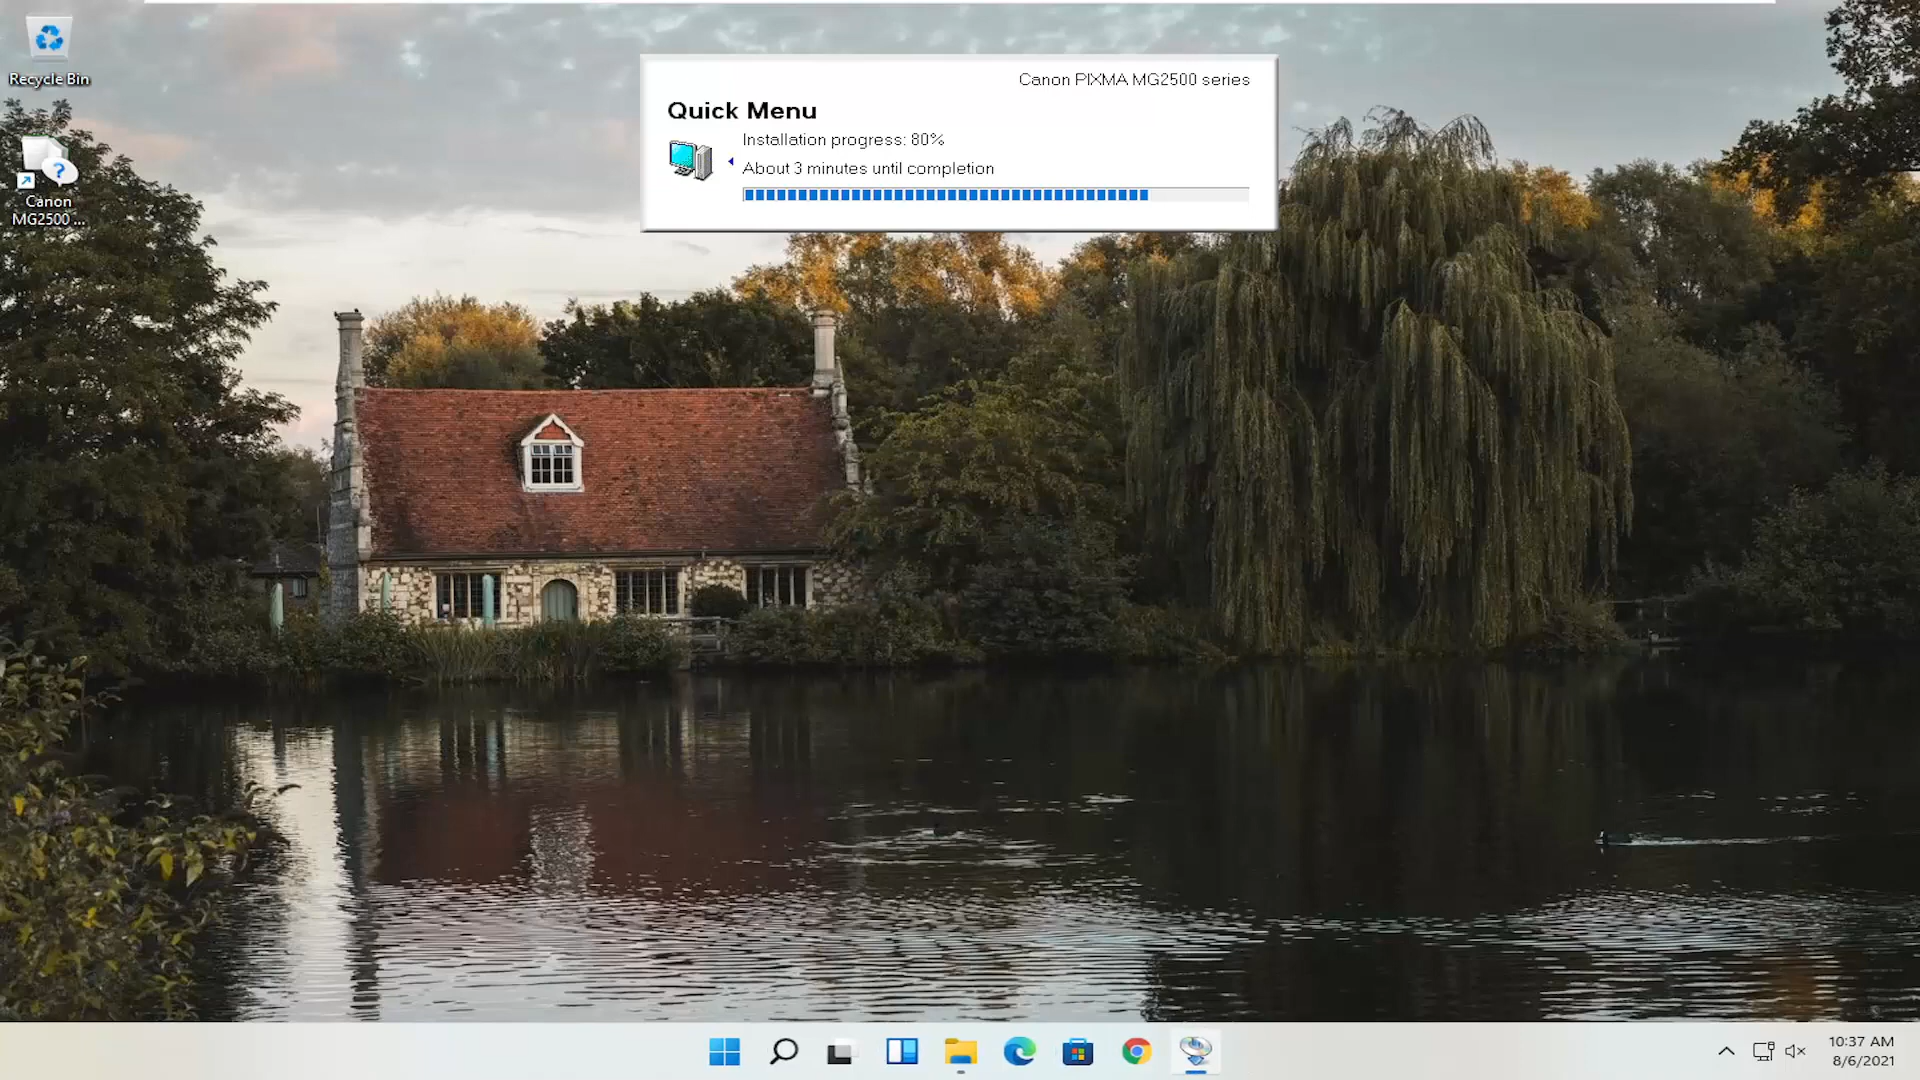 Recycle Bin
Canon
MG2500 ...
Canon PIXMA MG2500 series
Quick Menu
Installation progress: 80%
About 3 minutes until completion
10:37 AM
8/6/2021